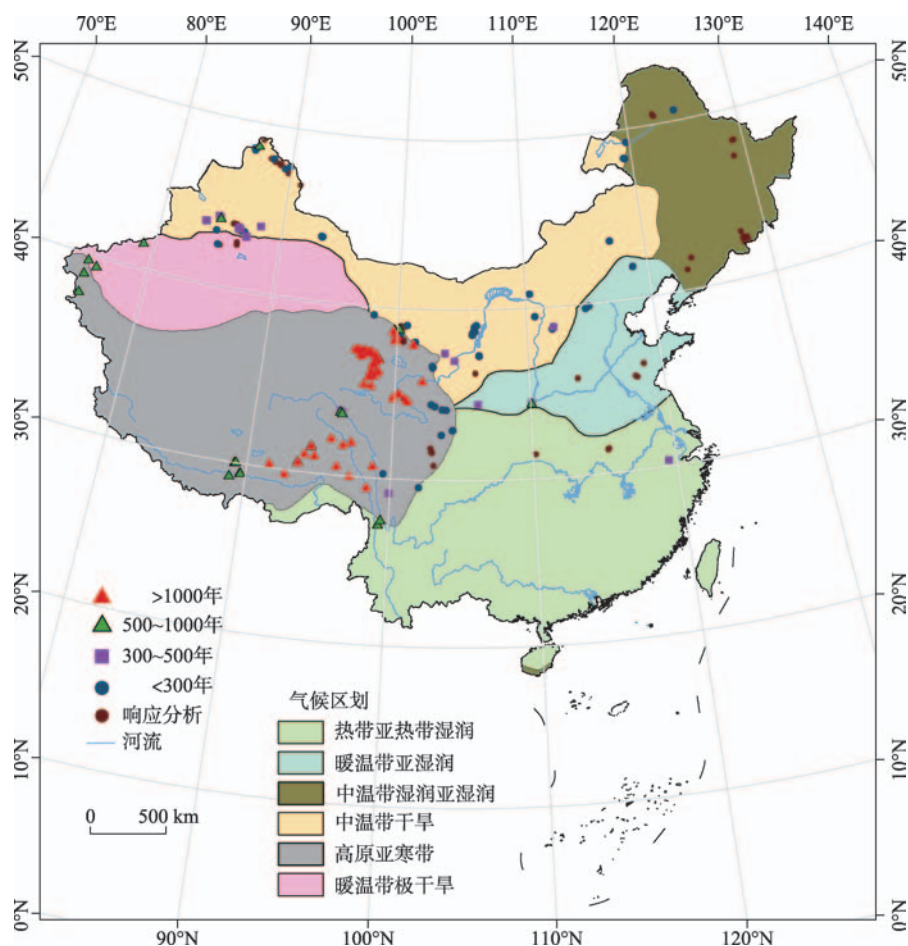 70°E 80°E 90°E 100°E 110°E 120°E 130°E 140°E
50°N 50°N
40°N 40°N
30°N 30°N
20°N 20°N
10°N 10°N
0°N 0°N
>1000年
500~1000年
300~500年
<300年
响应分析
河流
0 500 km
气候区划
热带亚热带湿润
暖温带亚湿润
中温带湿润亚湿润
中温带干旱
高原亚寒带
暖温带极干旱
90°E 100°E 110°E 120°E